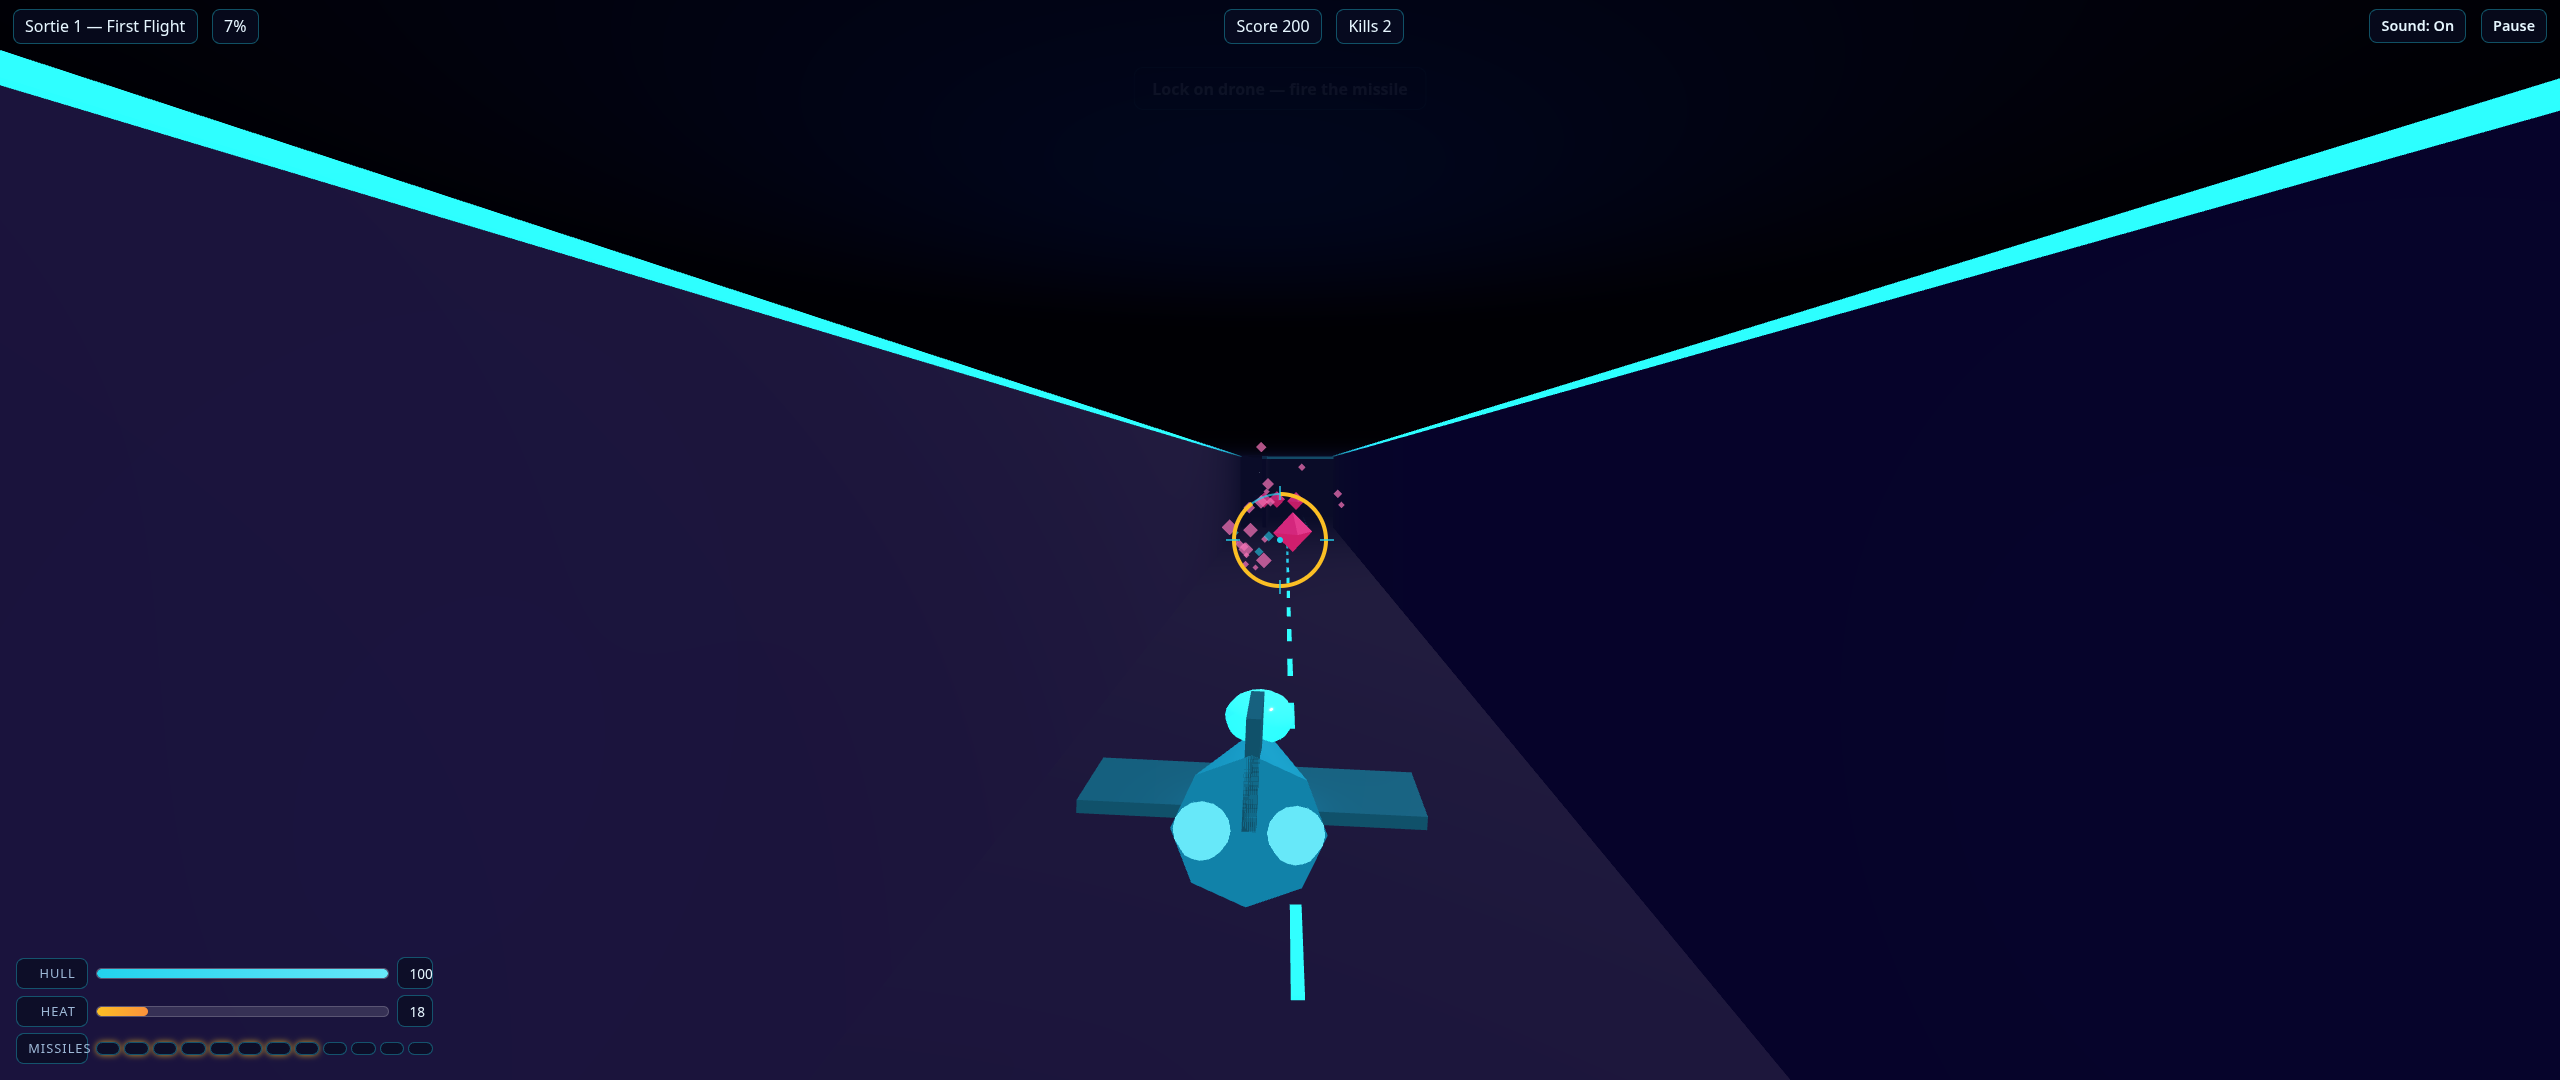 Sortie 1 — First Flight
7%
Score 200
Kills 2
Sound: On
Pause
Lock on drone — fire the missile
HULL
100
HEAT
18
MISSILES